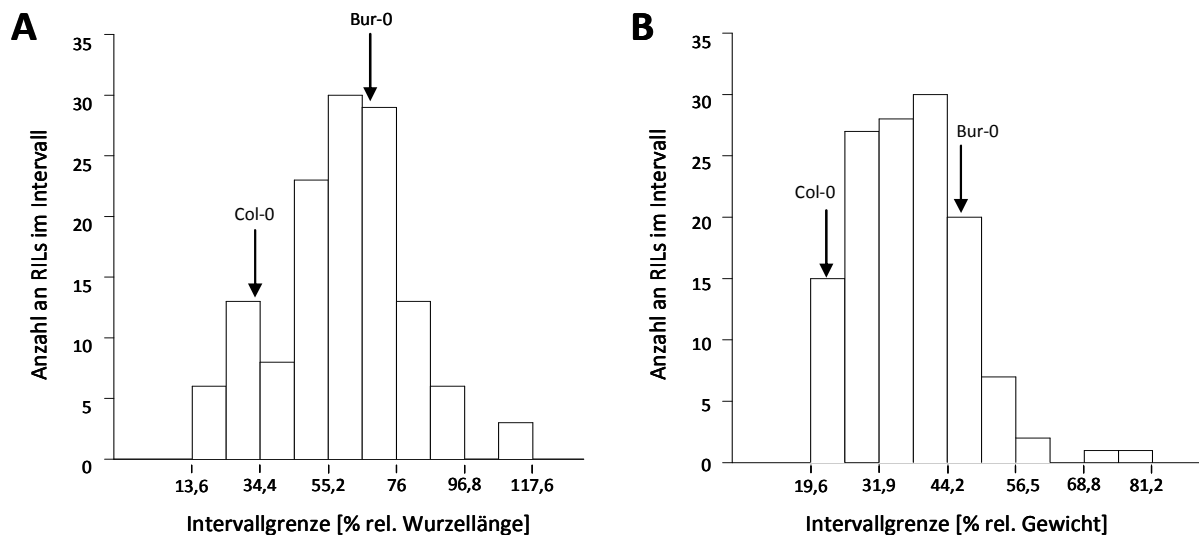 A
Bur-0
Col-0
Anzahl an RILs im Intervall
35
30
25
20
15
10
5
0
13,6 34,4 55,2 76 96,8 117,6
Intervallgrenze [% rel. Wurzellänge]
B
Col-0
Bur-0
Anzahl an RILs im Intervall
35
30
25
20
15
10
5
0
19,6 31,9 44,2 56,5 68,8 81,2
Intervallgrenze [% rel. Gewicht]